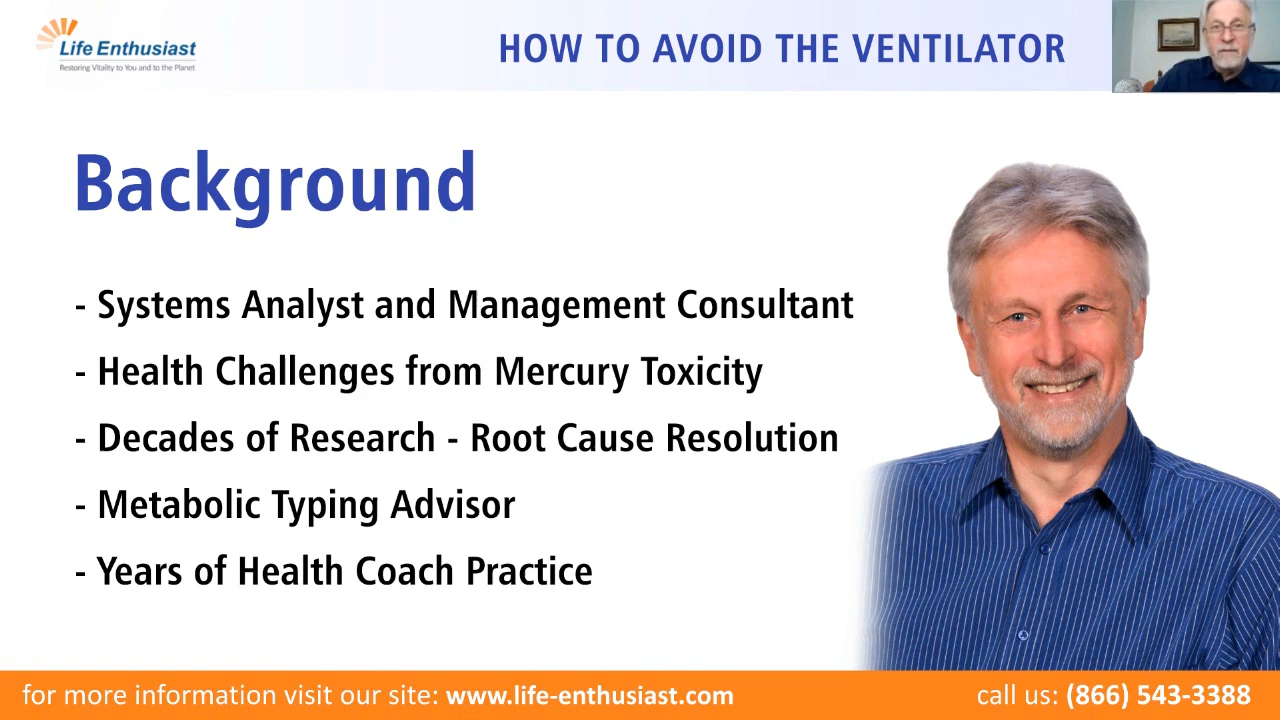 Life Enthusiast
Restoring Vitality to You and to the Planet
HOW TO AVOID THE VENTILATOR
Background
- Systems Analyst and Management Consultant
- Health Challenges from Mercury Toxicity
- Decades of Research - Root Cause Resolution
- Metabolic Typing Advisor
- Years of Health Coach Practice
for more information visit our site: www.life-enthusiast.com
call us: (866) 543-3388